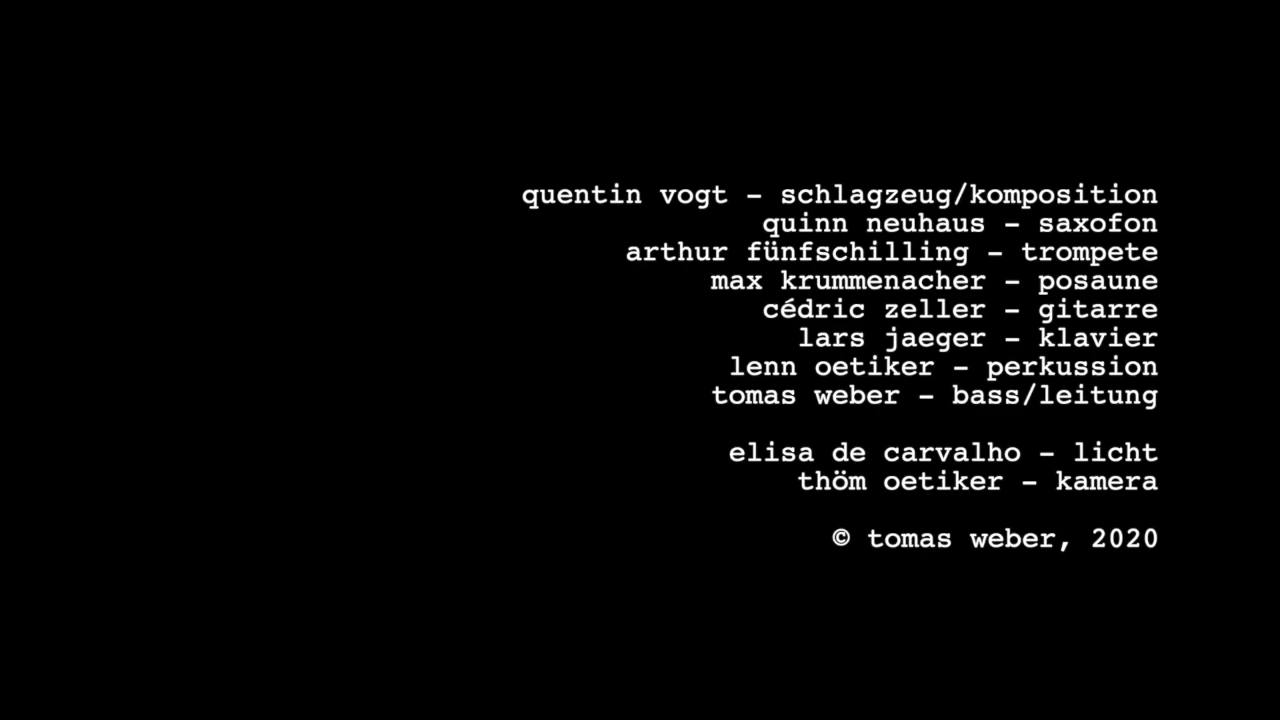 quentin vogt – schlagzeug/komposition
quinn neuhaus – saxofon
arthur fünfschilling – trompete
max krummenacher – posaune
cédric zeller – gitarre
lars jaeger – klavier
lenn oetiker – perkussion
tomas weber – bass/leitung
elisa de carvalho – licht
thöm oetiker – kamera
© tomas weber, 2020